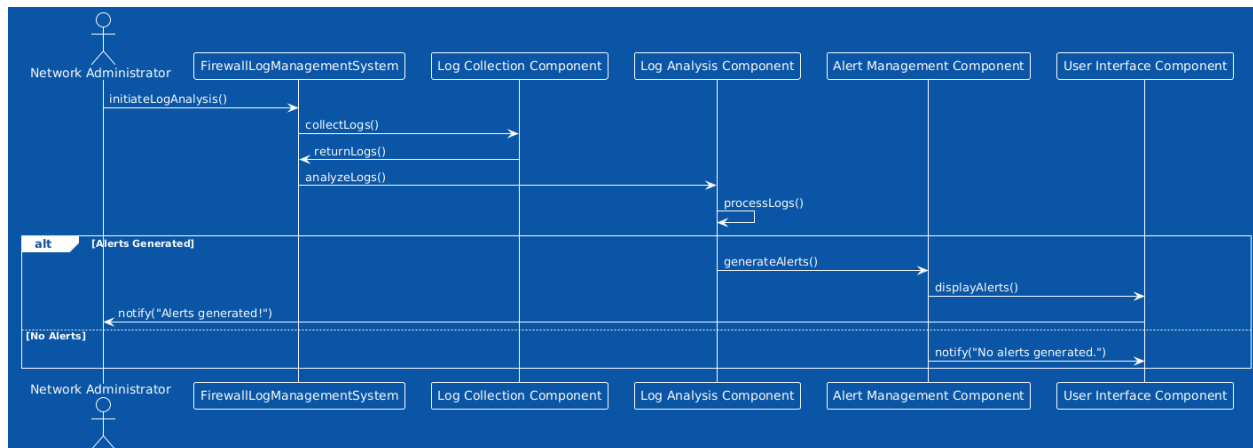 Network Administrator
FirewallLogManagementSystem
Log Collection Component
Log Analysis Component
Alert Management Component
User Interface Component
initiateLogAnalysis()
collectLogs()
returnLogs()
analyzeLogs()
processLogs()
alt
[Alerts Generated]
generateAlerts()
displayAlerts()
notify("Alerts generated!")
[No Alerts]
notify("No alerts generated.")
Network Administrator
FirewallLogManagementSystem
Log Collection Component
Log Analysis Component
Alert Management Component
User Interface Component